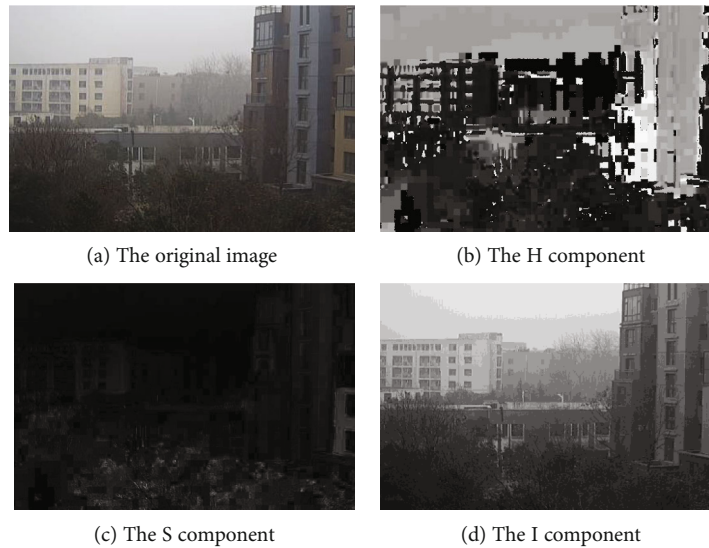 (a) The original image
(b) The H component
(c) The S component
(d) The I component